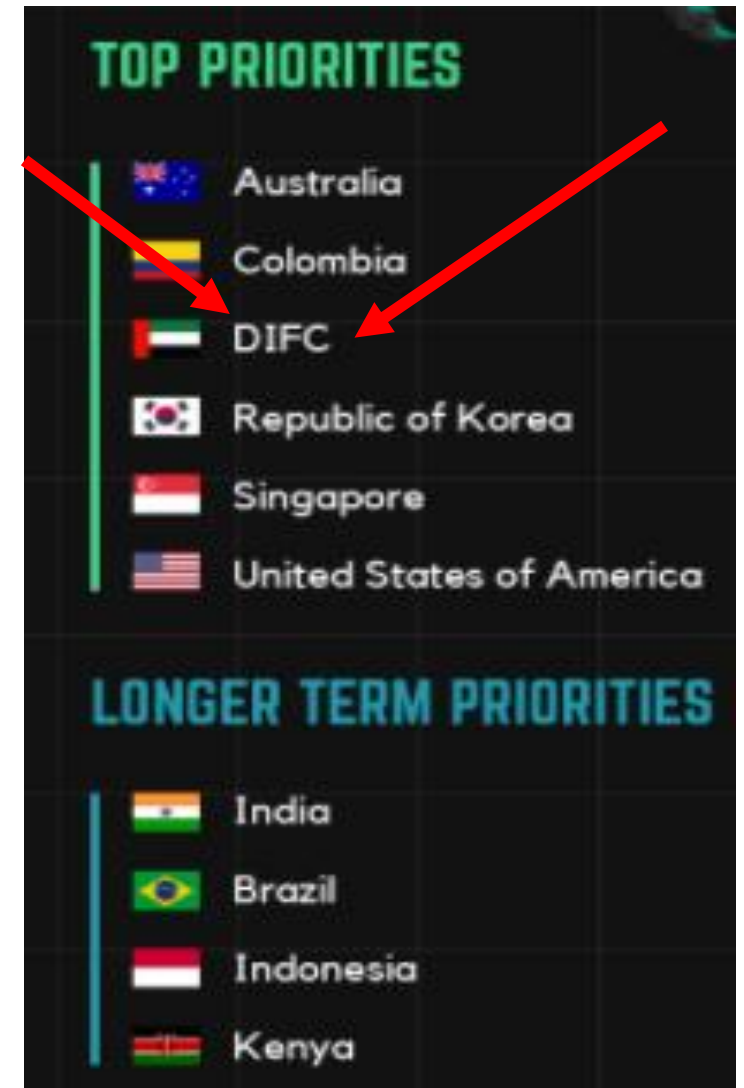 TOP PRIORITIES
Australia
Colombia
DIFC
Republic of Korea
Singapore
United States of America
LONGER TERM PRIORITIES
India
Brazil
Indonesia
Kenya